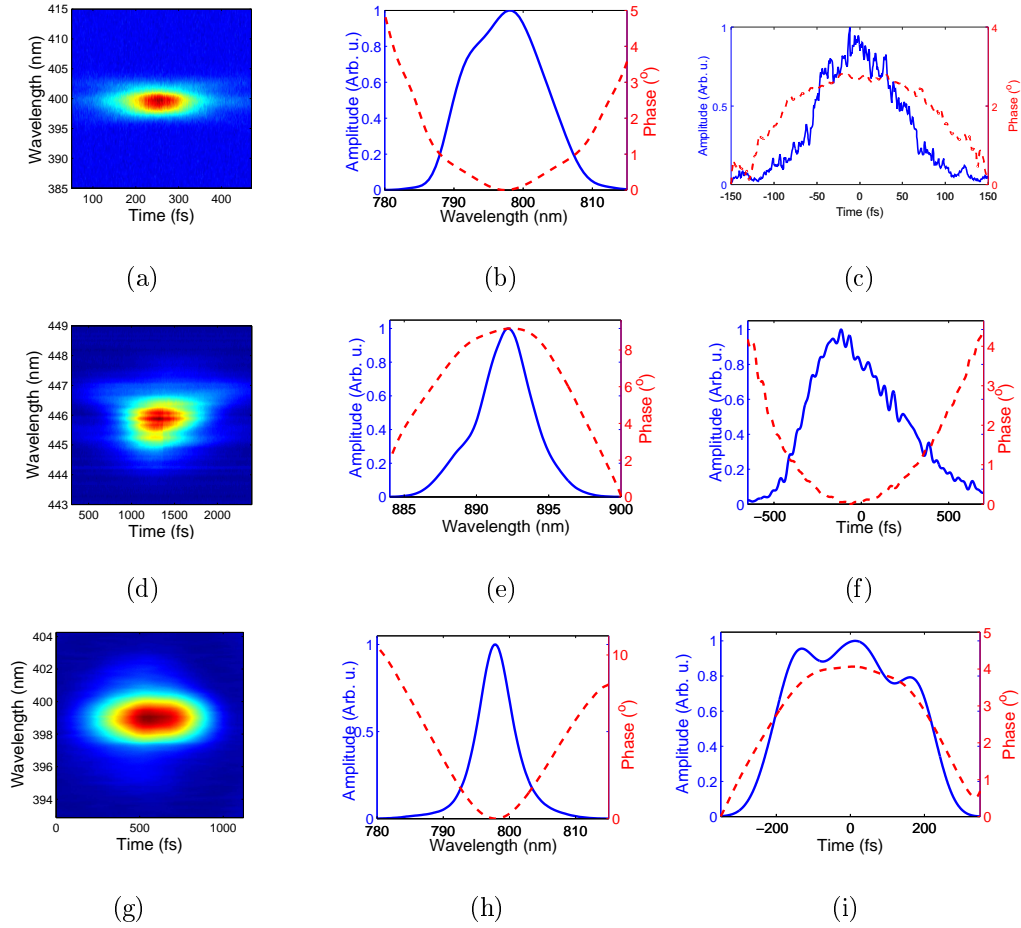 415
410
405
400
395
390
385
Wavelength (nm)
100 200 300 400
Time (fs)
(a)
1
0.8
0.6
0.4
0.2
0
Amplitude (Arb. u.)
780 790 800 810
Wavelength (nm)
5
4
3
2
1
0
Phase (°)
(b)
1
0.5
0
Amplitude (Arb. u.)
-150 -100 -50 0 50 100 150
Time (fs)
4
2
0
Phase (°)
(c)
449
448
447
446
445
444
443
Wavelength (nm)
500 1000 1500 2000
Time (fs)
(d)
1
0.8
0.6
0.4
0.2
0
Amplitude (Arb. u.)
885 890 895 900
Wavelength (nm)
8
6
4
2
0
Phase (°)
(e)
1
0.8
0.6
0.4
0.2
0
Amplitude (Arb. u.)
−500 0 500
Time (fs)
4
3
2
1
0
Phase (°)
(f)
404
402
400
398
396
394
Wavelength (nm)
0 500 1000
Time (fs)
(g)
1
0.5
0
Amplitude (Arb. u.)
780 790 800 810
Wavelength (nm)
10
0
Phase (°)
(h)
1
0.8
0.6
0.4
0.2
0
Amplitude (Arb. u.)
−200 0 200
Time (fs)
5
4
3
2
1
0
Phase (°)
(i)